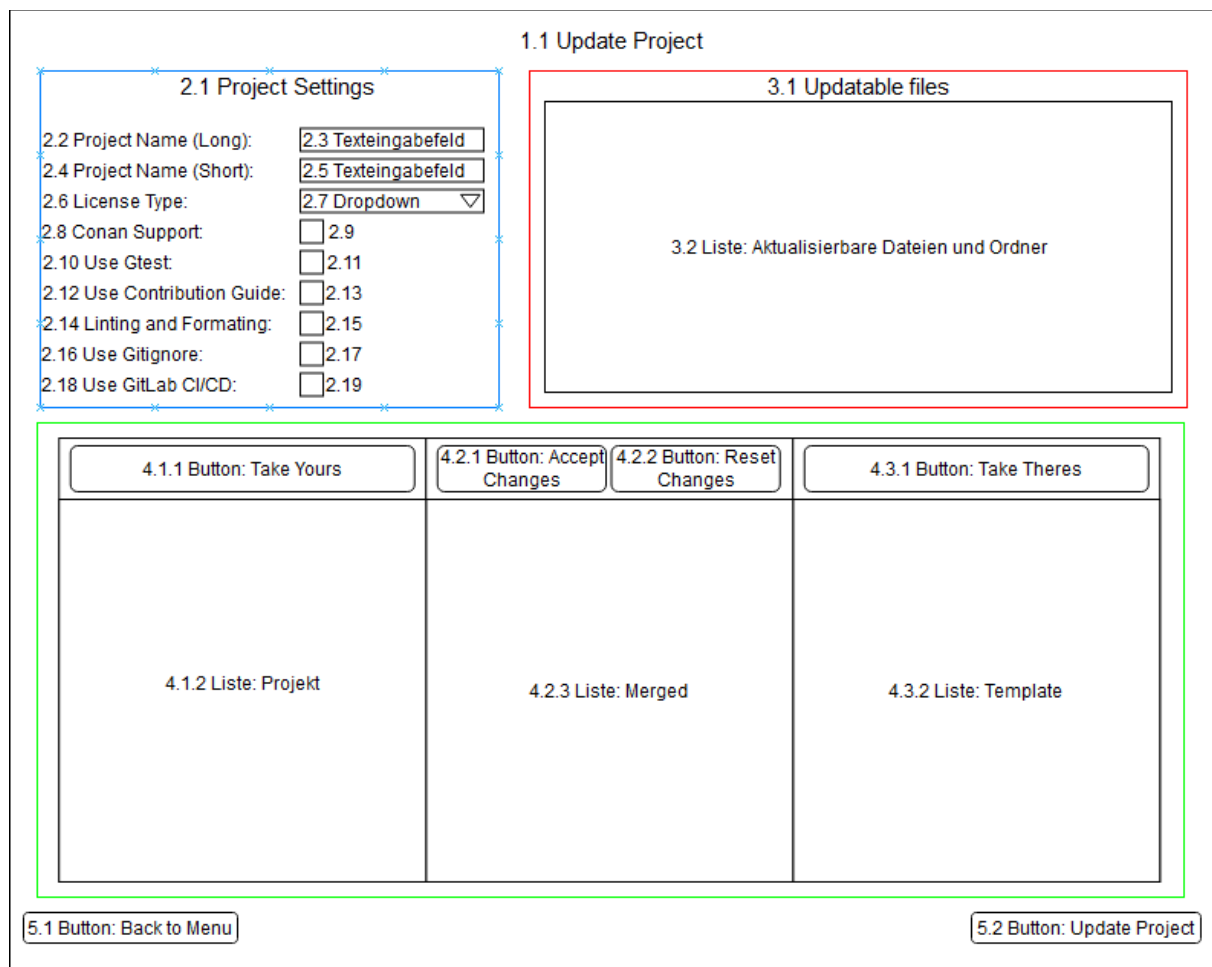 1.1 Update Project
2.1 Project Settings
2.2 Project Name (Long):
2.3 Texteingabefeld
2.4 Project Name (Short):
2.5 Texteingabefeld
2.6 License Type:
2.7 Dropdown
2.8 Conan Support:
2.9
2.10 Use Gtest:
2.11
2.12 Use Contribution Guide:
2.13
2.14 Linting and Formating:
2.15
2.16 Use Gitignore:
2.17
2.18 Use GitLab CI/CD:
2.19
3.1 Updatable files
3.2 Liste: Aktualisierbare Dateien und Ordner
4.1.1 Button: Take Yours
4.2.1 Button: Accept
Changes
4.2.2 Button: Reset
Changes
4.3.1 Button: Take Theres
4.1.2 Liste: Projekt
4.2.3 Liste: Merged
4.3.2 Liste: Template
5.1 Button: Back to Menu
5.2 Button: Update Project